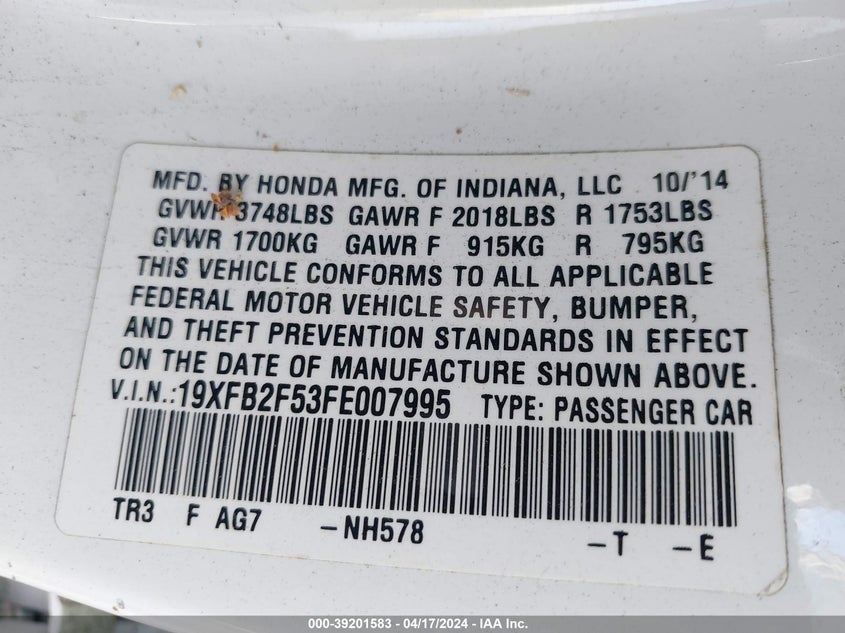 MFD. BY HONDA MFG. OF INDIANA, LLC 10/'14
GVWR 3748LBS GAWR F 2018LBS R 1753LBS
GVWR 1700KG GAWR F 915KG R 795KG
THIS VEHICLE CONFORMS TO ALL APPLICABLE
FEDERAL MOTOR VEHICLE SAFETY, BUMPER,
AND THEFT PREVENTION STANDARDS IN EFFECT
ON THE DATE OF MANUFACTURE SHOWN ABOVE.
V.I.N.:19XFB2F53FE007995 TYPE: PASSENGER CAR
TR3 F AG7 -NH578 -T -E
000-39201583 - 04/17/2024 - IAA Inc.